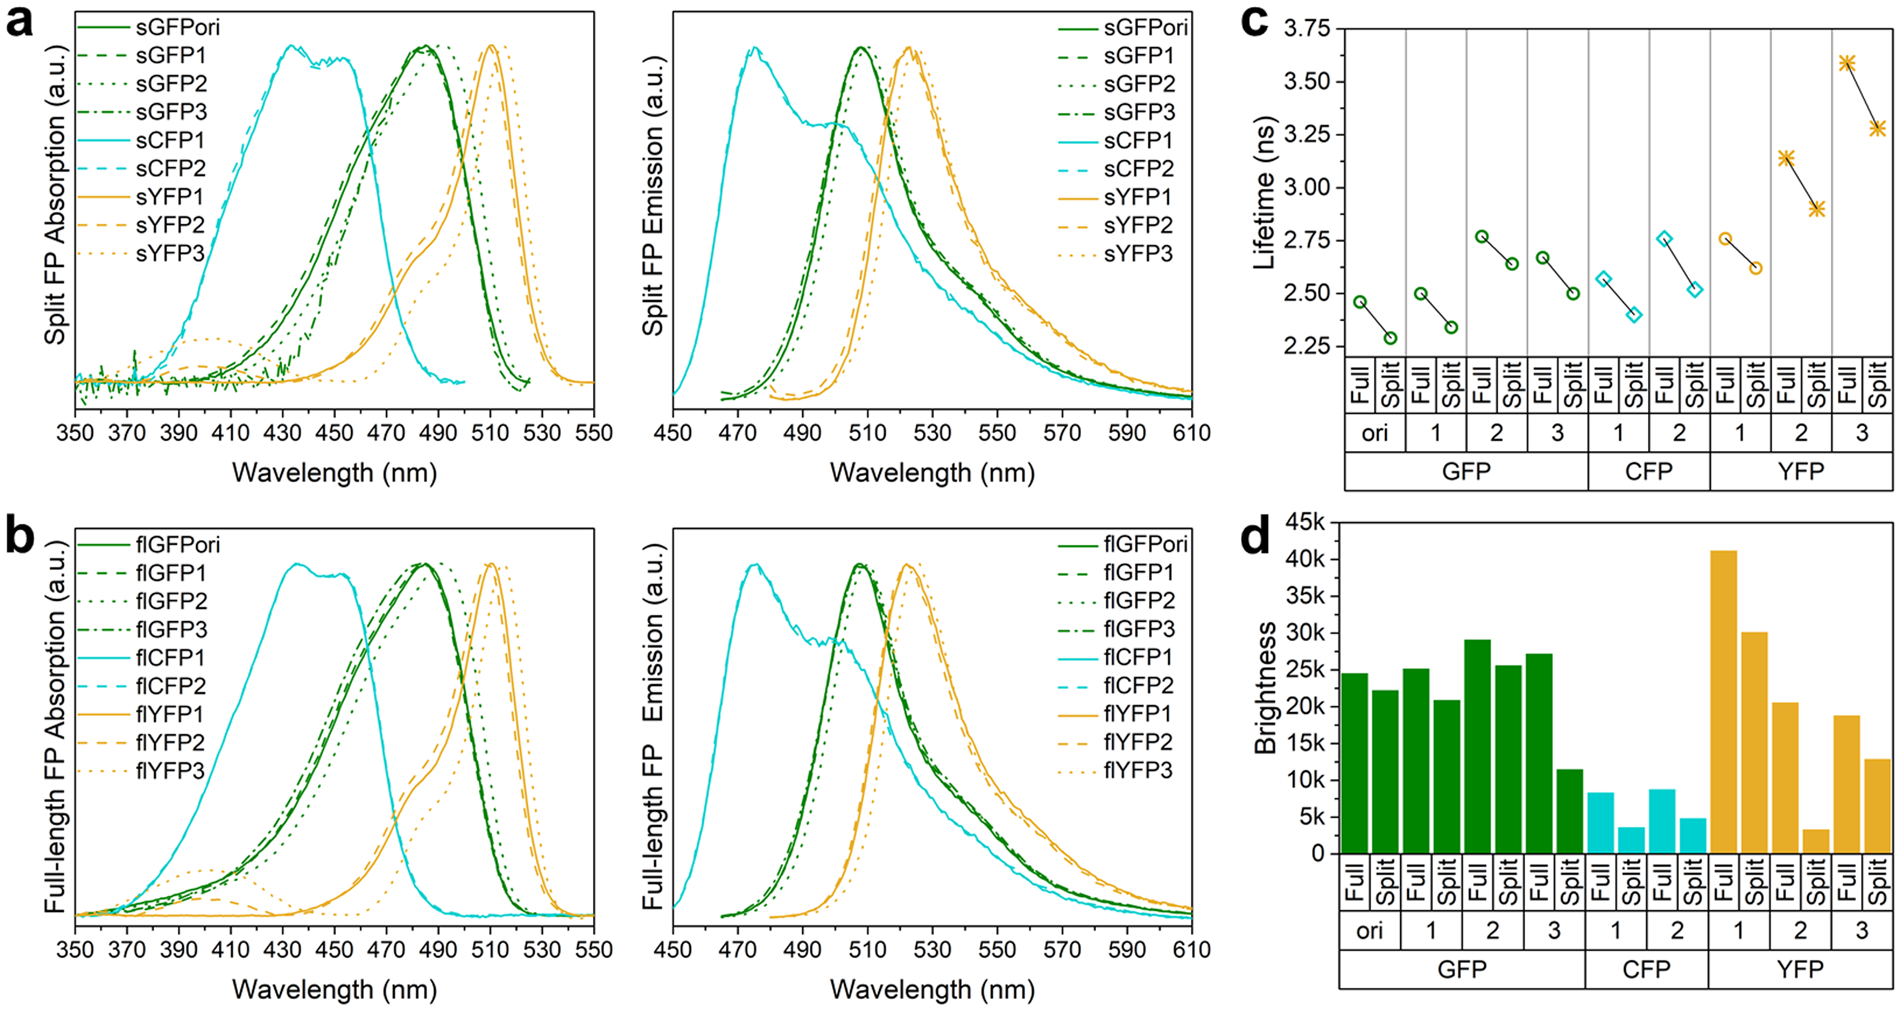 a
Split FP Absorption (a.u.)
sGFPori
sGFP1
sGFP2
sGFP3
sCFP1
sCFP2
sYFP1
sYFP2
sYFP3
350 370 390 410 430 450 470 490 510 530 550
Wavelength (nm)
Split FP Emission (a.u.)
sGFPori
sGFP1
sGFP2
sGFP3
sCFP1
sCFP2
sYFP1
sYFP2
sYFP3
450 470 490 510 530 550 570 590 610
Wavelength (nm)
b
Full-length FP Absorption (a.u.)
flGFPori
flGFP1
flGFP2
flGFP3
flCFP1
flCFP2
flYFP1
flYFP2
flYFP3
350 370 390 410 430 450 470 490 510 530 550
Wavelength (nm)
Full-length FP Emission (a.u.)
flGFPori
flGFP1
flGFP2
flGFP3
flCFP1
flCFP2
flYFP1
flYFP2
flYFP3
450 470 490 510 530 550 570 590 610
Wavelength (nm)
c
Lifetime (ns)
3.75
3.50
3.25
3.00
2.75
2.50
2.25
Full Split Full Split Full Split Full Split Full Split Full Split Full Split Full Split Full Split
ori 1 2 3 1 2 1 2 3
GFP CFP YFP
d
Brightness
45k
40k
35k
30k
25k
20k
15k
10k
5k
0
Full Split Full Split Full Split Full Split Full Split Full Split Full Split Full Split Full Split
ori 1 2 3 1 2 1 2 3
GFP CFP YFP